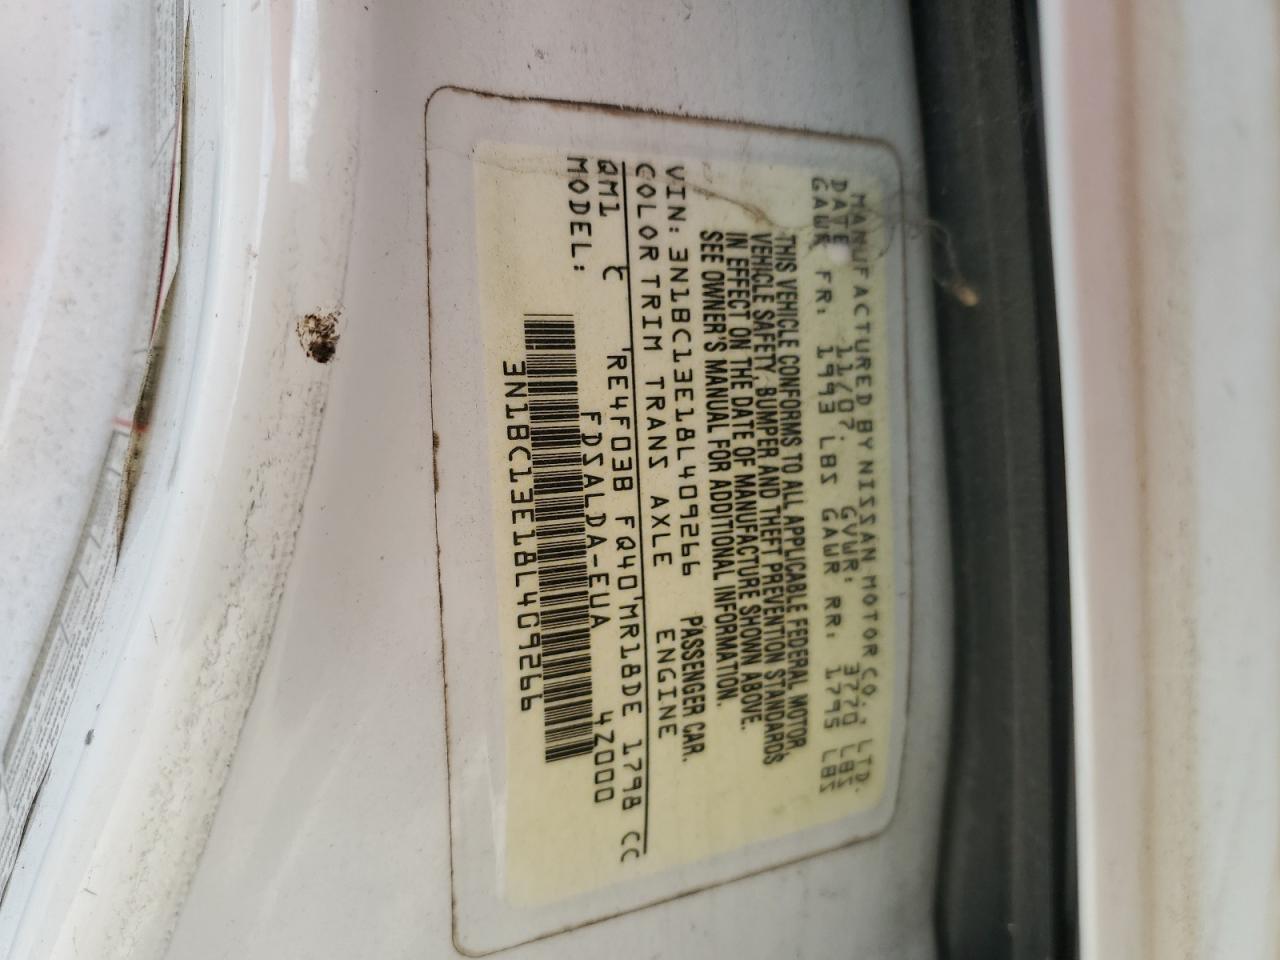 MANUFACTURED BY NISSAN MOTOR CO., LTD.
DATE 11/07. GVWR: 3770 LBS
GAWR FR: 1993 LBS GAWR RR: 1795 LBS
THIS VEHICLE CONFORMS TO ALL APPLICABLE FEDERAL MOTOR
VEHICLE SAFETY, BUMPER AND THEFT PREVENTION STANDARDS
IN EFFECT ON THE DATE OF MANUFACTURE SHOWN ABOVE.
SEE OWNER'S MANUAL FOR ADDITIONAL INFORMATION.
VIN: 3N1BC13E18L409266 PASSENGER CAR.
COLOR TRIM TRANS AXLE ENGINE
QM1 C RE4F03B FQ40 MR18DE 1798 CC
MODEL: FDSALDA-EUA 4Z000
3N1BC13E18L409266